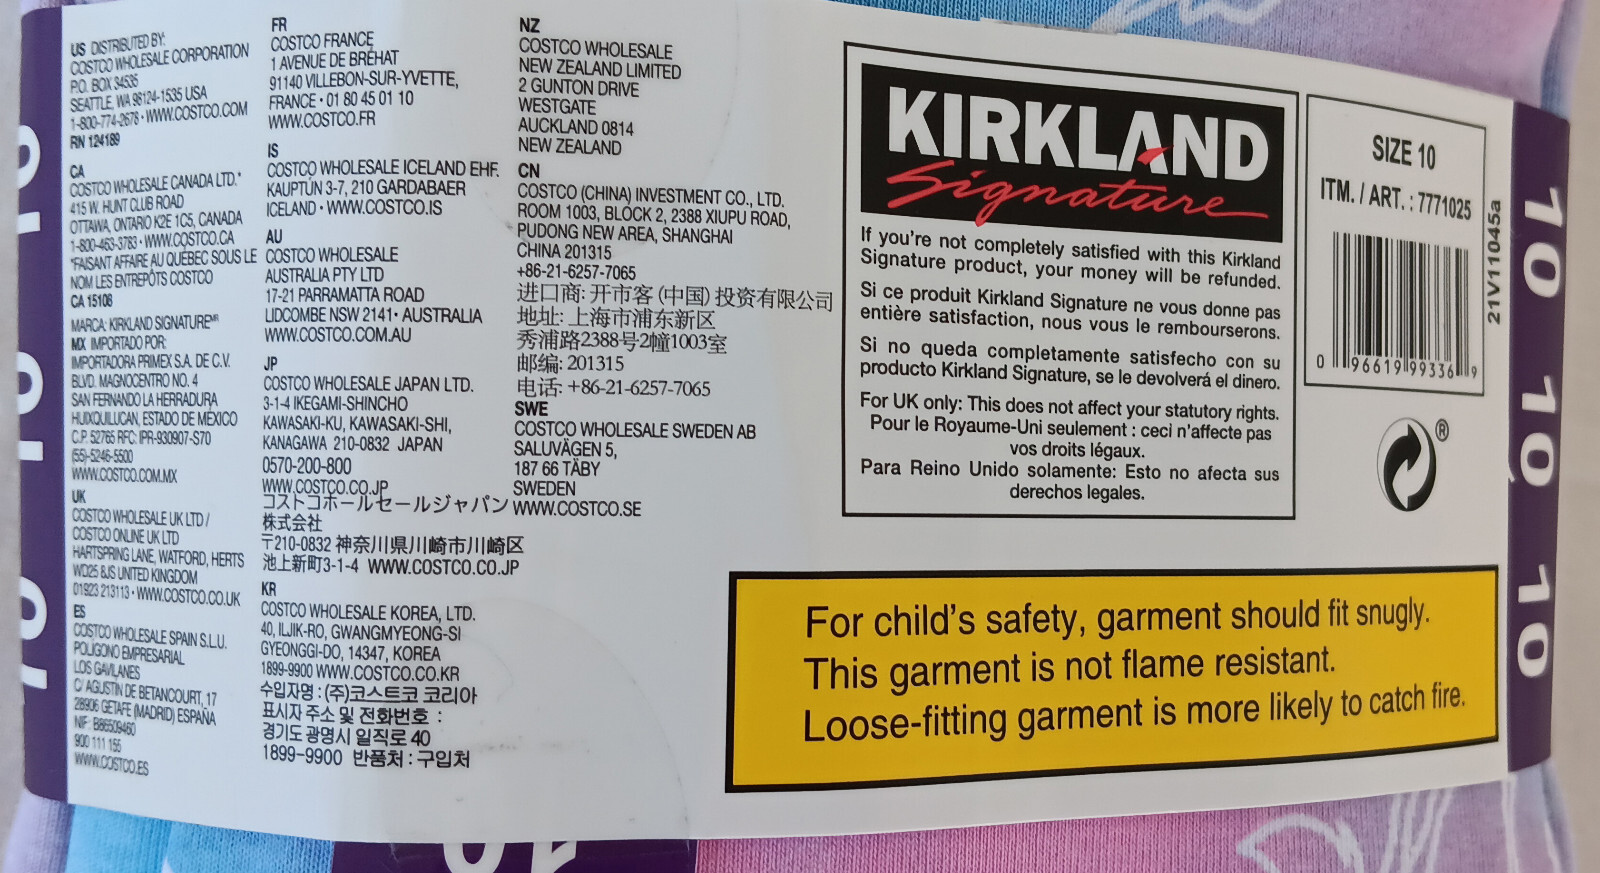 US DISTRIBUTED BY:
COSTCO WHOLESALE CORPORATION
P.O. BOX 34535
SEATTLE, WA 98124-1535 USA
1-800-774-2678 • WWW.COSTCO.COM
RN 124189
CA
COSTCO WHOLESALE CANADA LTD.*
415 W. HUNT CLUB ROAD
OTTAWA, ONTARIO K2E 1C5, CANADA
1-800-463-3783 • WWW.COSTCO.CA
*FAISANT AFFAIRE AU QUÉBEC SOUS LE
NOM LES ENTREPÔTS COSTCO
CA 15108
MARCA: KIRKLAND SIGNATURE MR
MX IMPORTADO POR:
IMPORTADORA PRIMEX S.A. DE C.V.
BLVD. MAGNOCENTRO NO. 4
SAN FERNANDO LA HERRADURA
HUIXQUILUCAN, ESTADO DE MÉXICO
C.P. 52765 RFC: IPR-930907-S70
(55)-5246-5500
WWW.COSTCO.COM.MX
UK
COSTCO WHOLESALE UK LTD /
COSTCO ONLINE UK LTD
HARTSPRING LANE, WATFORD, HERTS
WD25 8JS UNITED KINGDOM
01923 213113 • WWW.COSTCO.CO.UK
ES
COSTCO WHOLESALE SPAIN S.L.U.
POLÍGONO EMPRESARIAL
LOS GAVILANES
C/ AGUSTÍN DE BETANCOURT, 17
28906 GETAFE (MADRID) ESPAÑA
NIF: B86509460
900 111 155
WWW.COSTCO.ES
FR
COSTCO FRANCE
1 AVENUE DE BRÉHAT
91140 VILLEBON-SUR-YVETTE,
FRANCE • 01 80 45 01 10
WWW.COSTCO.FR
IS
COSTCO WHOLESALE ICELAND EHF.
KAUPTÚN 3-7, 210 GARDABAER
ICELAND • WWW.COSTCO.IS
AU
COSTCO WHOLESALE
AUSTRALIA PTY LTD
17-21 PARRAMATTA ROAD
LIDCOMBE NSW 2141 • AUSTRALIA
WWW.COSTCO.COM.AU
JP
COSTCO WHOLESALE JAPAN LTD.
3-1-4 IKEGAMI-SHINCHO
KAWASAKI-KU, KAWASAKI-SHI,
KANAGAWA 210-0832 JAPAN
0570-200-800
WWW.COSTCO.CO.JP
コストコホールセールジャパン
株式会社
〒210-0832 神奈川県川崎市川崎区
池上新町3-1-4 WWW.COSTCO.CO.JP
KR
COSTCO WHOLESALE KOREA, LTD.
40, ILJIK-RO, GWANGMYEONG-SI
GYEONGGI-DO, 14347, KOREA
1899-9900 WWW.COSTCO.CO.KR
수입자명 : (주)코스트코 코리아
표시자 주소 및 전화번호 :
경기도 광명시 일직로 40
1899-9900 반품처 : 구입처
NZ
COSTCO WHOLESALE
NEW ZEALAND LIMITED
2 GUNTON DRIVE
WESTGATE
AUCKLAND 0814
NEW ZEALAND
CN
COSTCO (CHINA) INVESTMENT CO., LTD.
ROOM 1003, BLOCK 2, 2388 XIUPU ROAD,
PUDONG NEW AREA, SHANGHAI
CHINA 201315
+86-21-6257-7065
进口商: 开市客 (中国) 投资有限公司
地址: 上海市浦东新区
秀浦路2388号2幢1003室
邮编: 201315
电话: +86-21-6257-7065
SWE
COSTCO WHOLESALE SWEDEN AB
SALUVÄGEN 5,
187 66 TÄBY
SWEDEN
WWW.COSTCO.SE
KIRKLAND
Signature
If you're not completely satisfied with this Kirkland
Signature product, your money will be refunded.
Si ce produit Kirkland Signature ne vous donne pas
entière satisfaction, nous vous le rembourserons.
Si no queda completamente satisfecho con su
producto Kirkland Signature, se le devolverá el dinero.
For UK only: This does not affect your statutory rights.
Pour le Royaume-Uni seulement : ceci n'affecte pas
vos droits légaux.
Para Reino Unido solamente: Esto no afecta sus
derechos legales.
SIZE 10
ITM. / ART. : 7771025
0 96619 99336 9
21V11045a
®
For child's safety, garment should fit snugly.
This garment is not flame resistant.
Loose-fitting garment is more likely to catch fire.
10 10 10
10 10 10
10